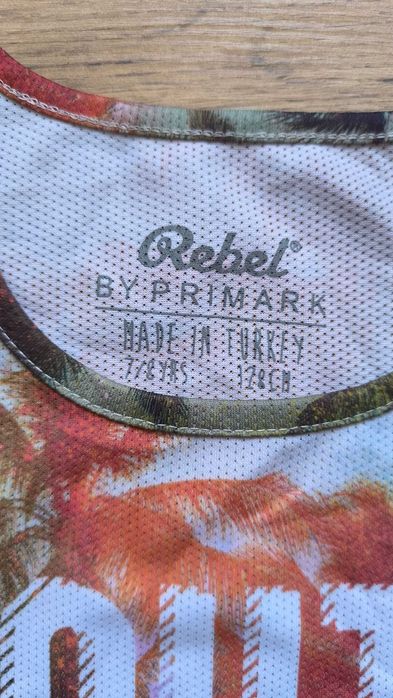 Rebel®
BY PRIMARK
MADE IN TURKEY
7/8YRS 128CM